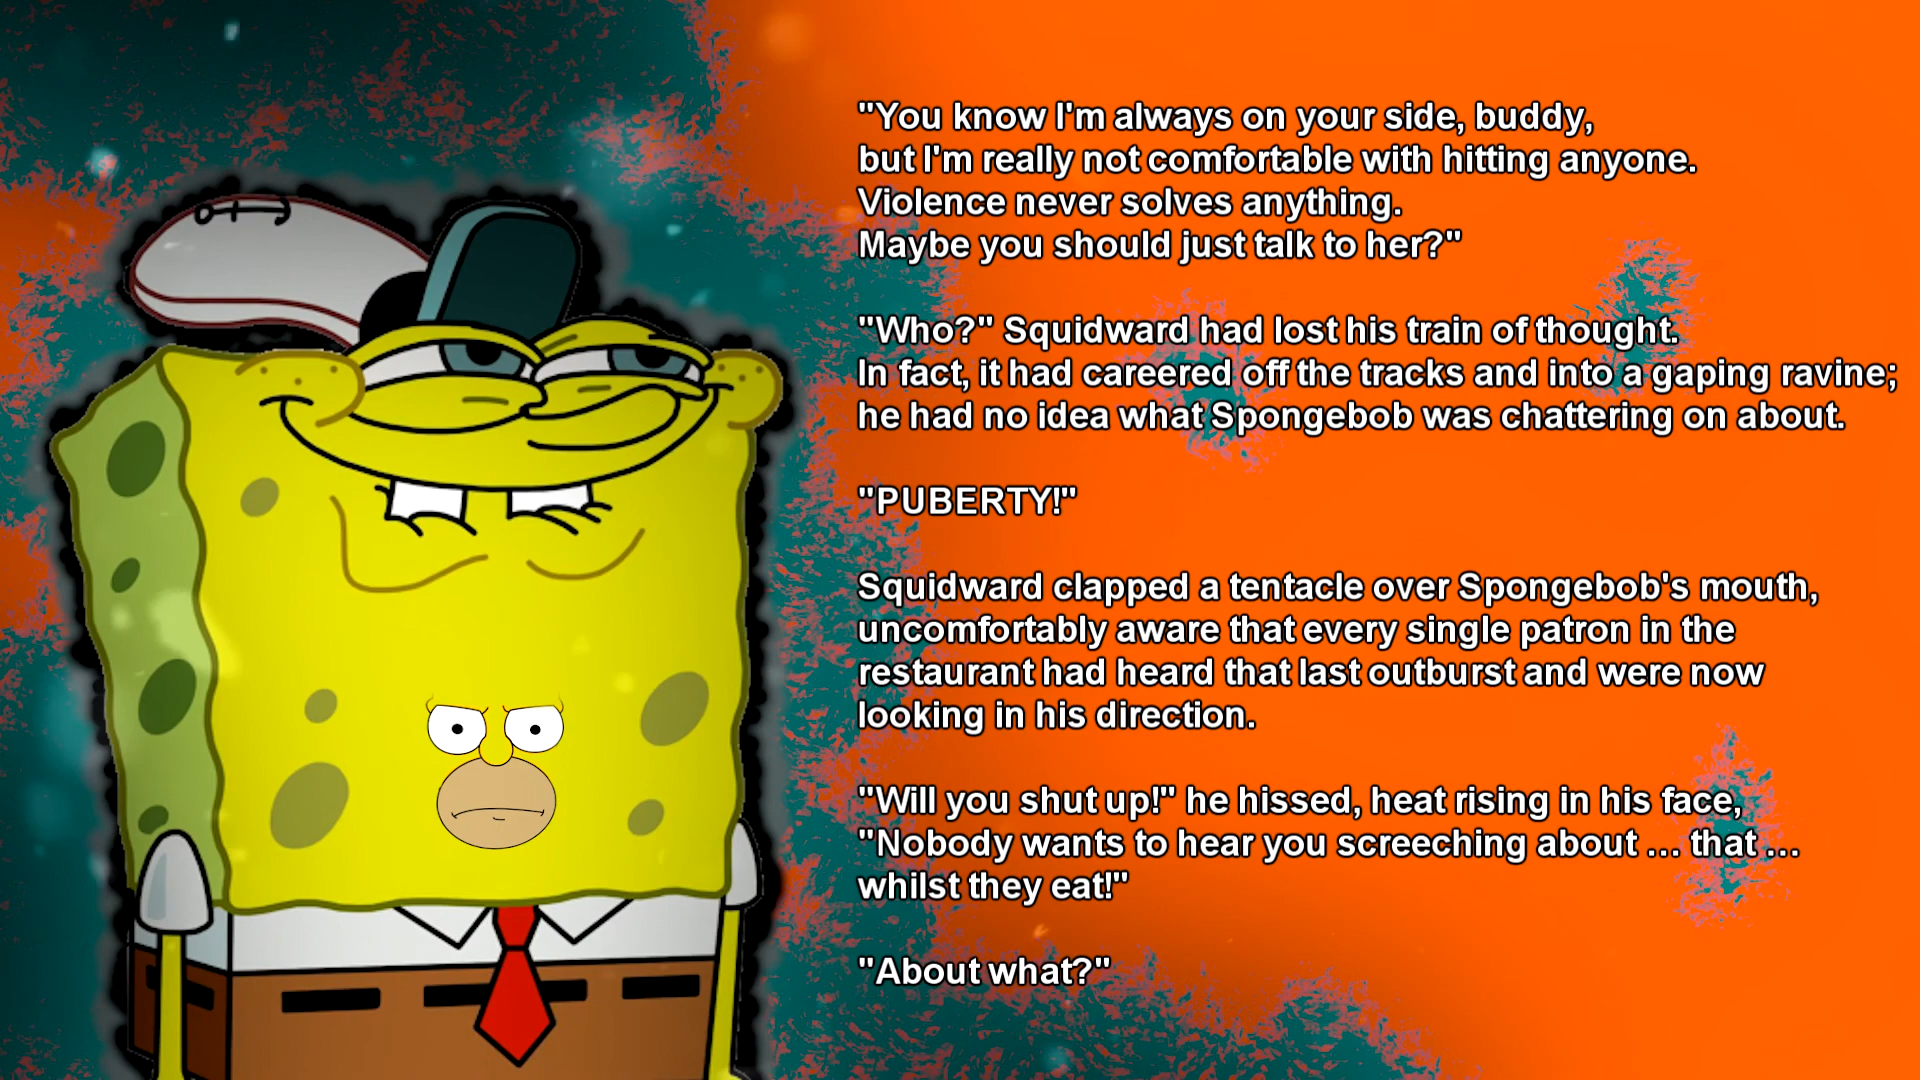 "You know I'm always on your side, buddy,
but I'm really not comfortable with hitting anyone.
Violence never solves anything.
Maybe you should just talk to her?"
"Who?" Squidward had lost his train of thought.
In fact, it had careered off the tracks and into a gaping ravine;
he had no idea what Spongebob was chattering on about.
"PUBERTY!"
Squidward clapped a tentacle over Spongebob's mouth,
uncomfortably aware that every single patron in the
restaurant had heard that last outburst and were now
looking in his direction.
"Will you shut up!" he hissed, heat rising in his face,
"Nobody wants to hear you screeching about ... that ...
whilst they eat!"
"About what?"